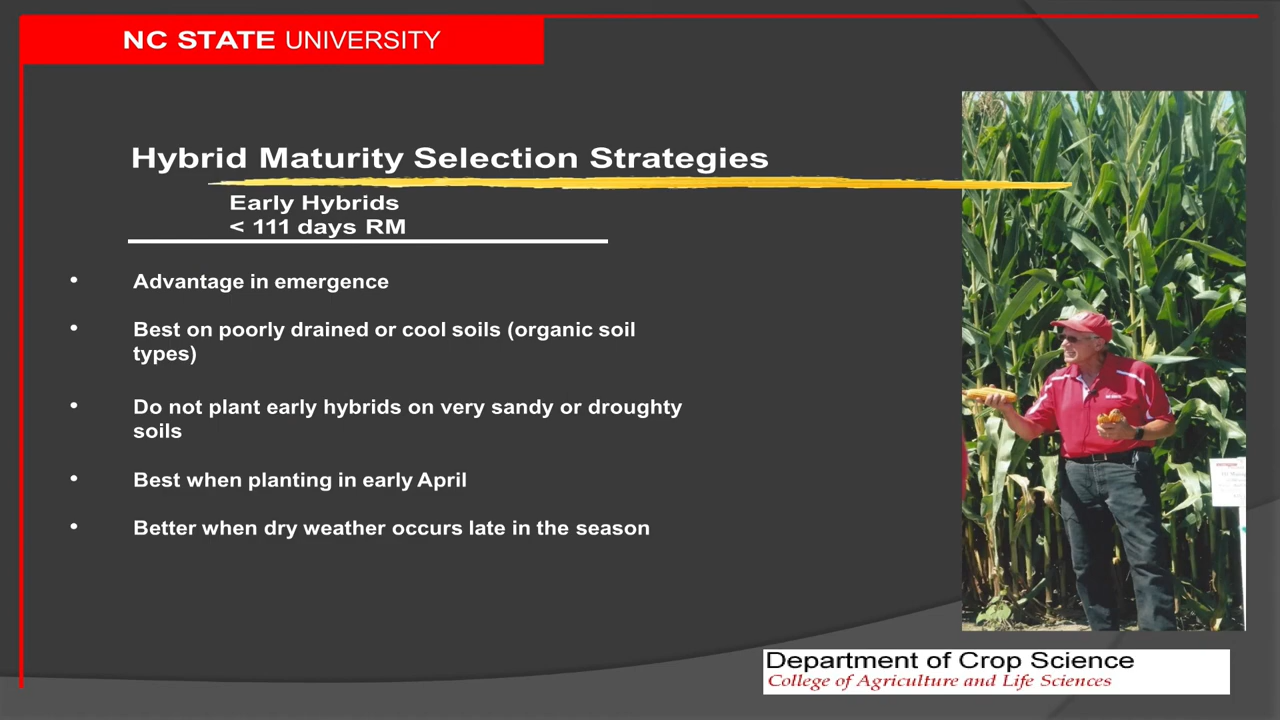 NC STATE UNIVERSITY
Hybrid Maturity Selection Strategies
Early Hybrids
< 111 days RM
• Advantage in emergence
• Best on poorly drained or cool soils (organic soil
types)
• Do not plant early hybrids on very sandy or droughty
soils
• Best when planting in early April
• Better when dry weather occurs late in the season
Department of Crop Science
College of Agriculture and Life Sciences